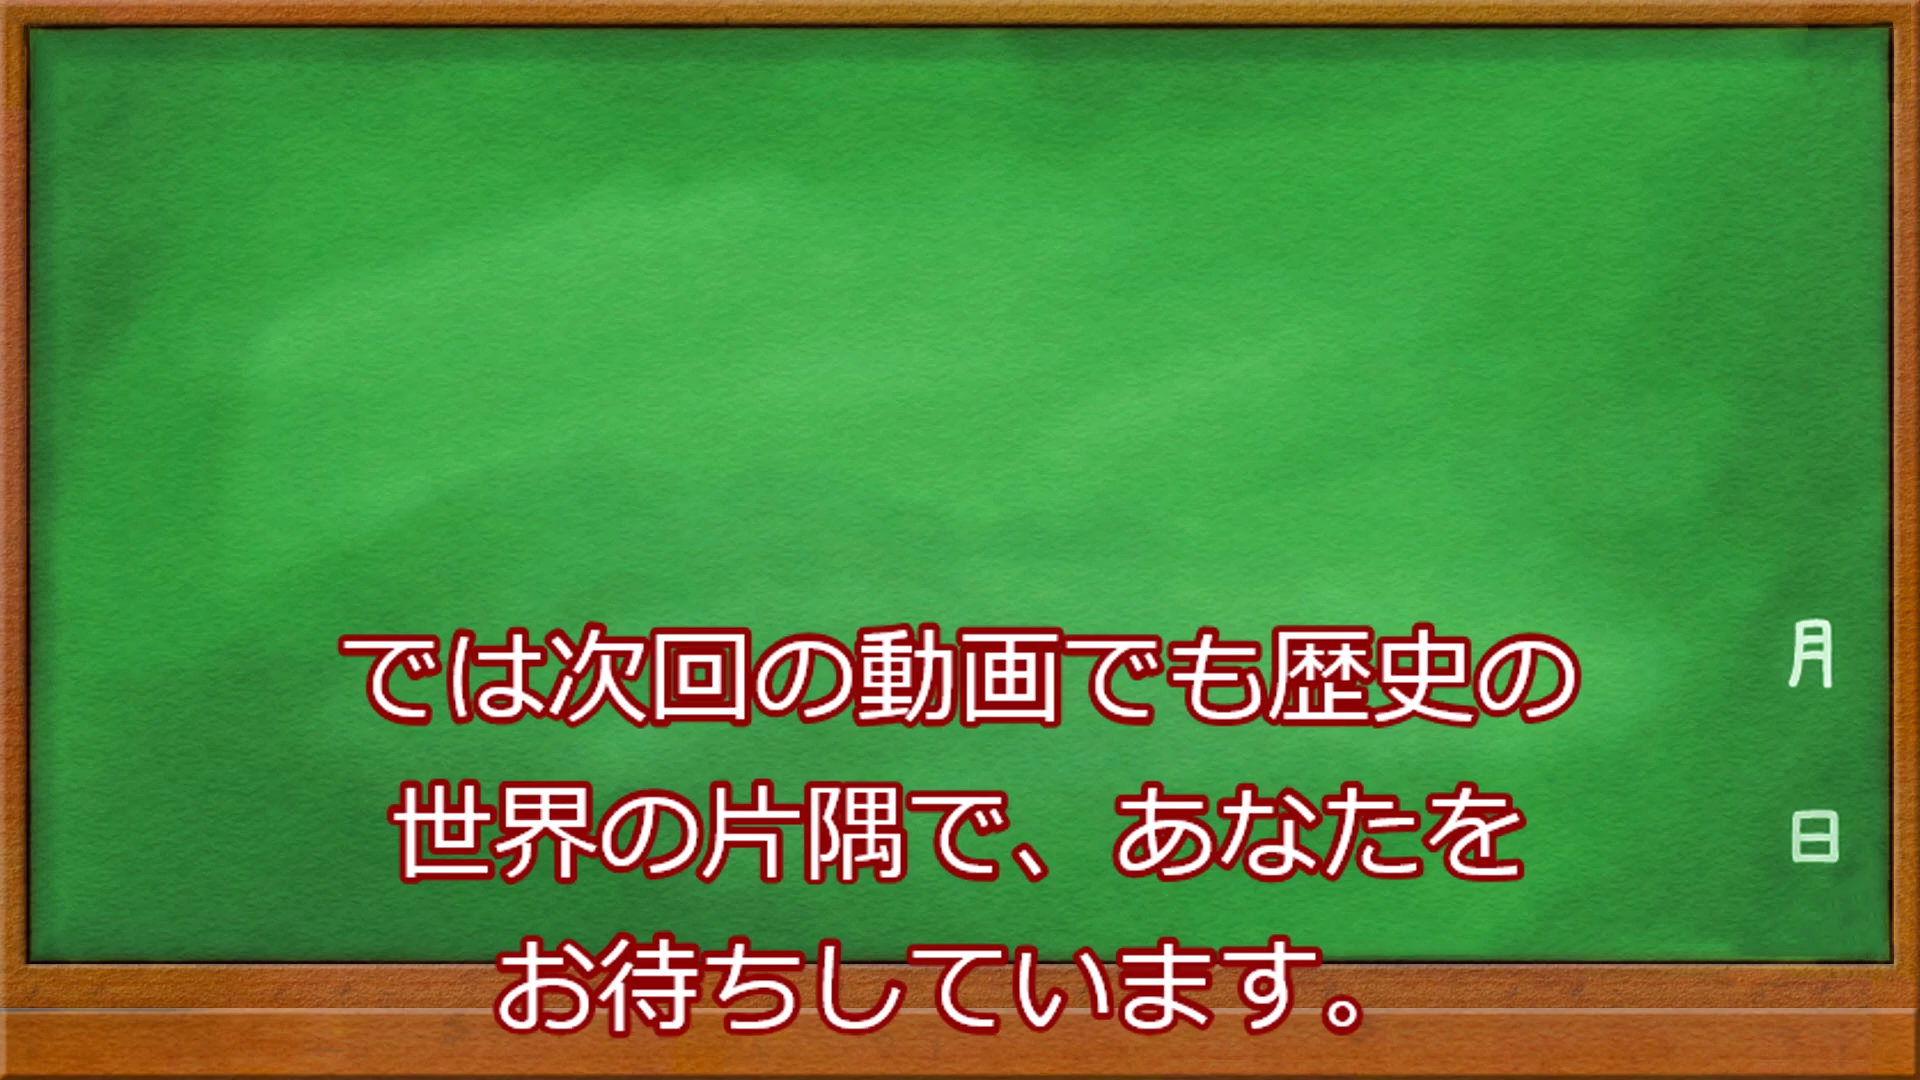 では次回の動画でも歴史の
世界の片隅で、あなたを
お待ちしています。
月
日